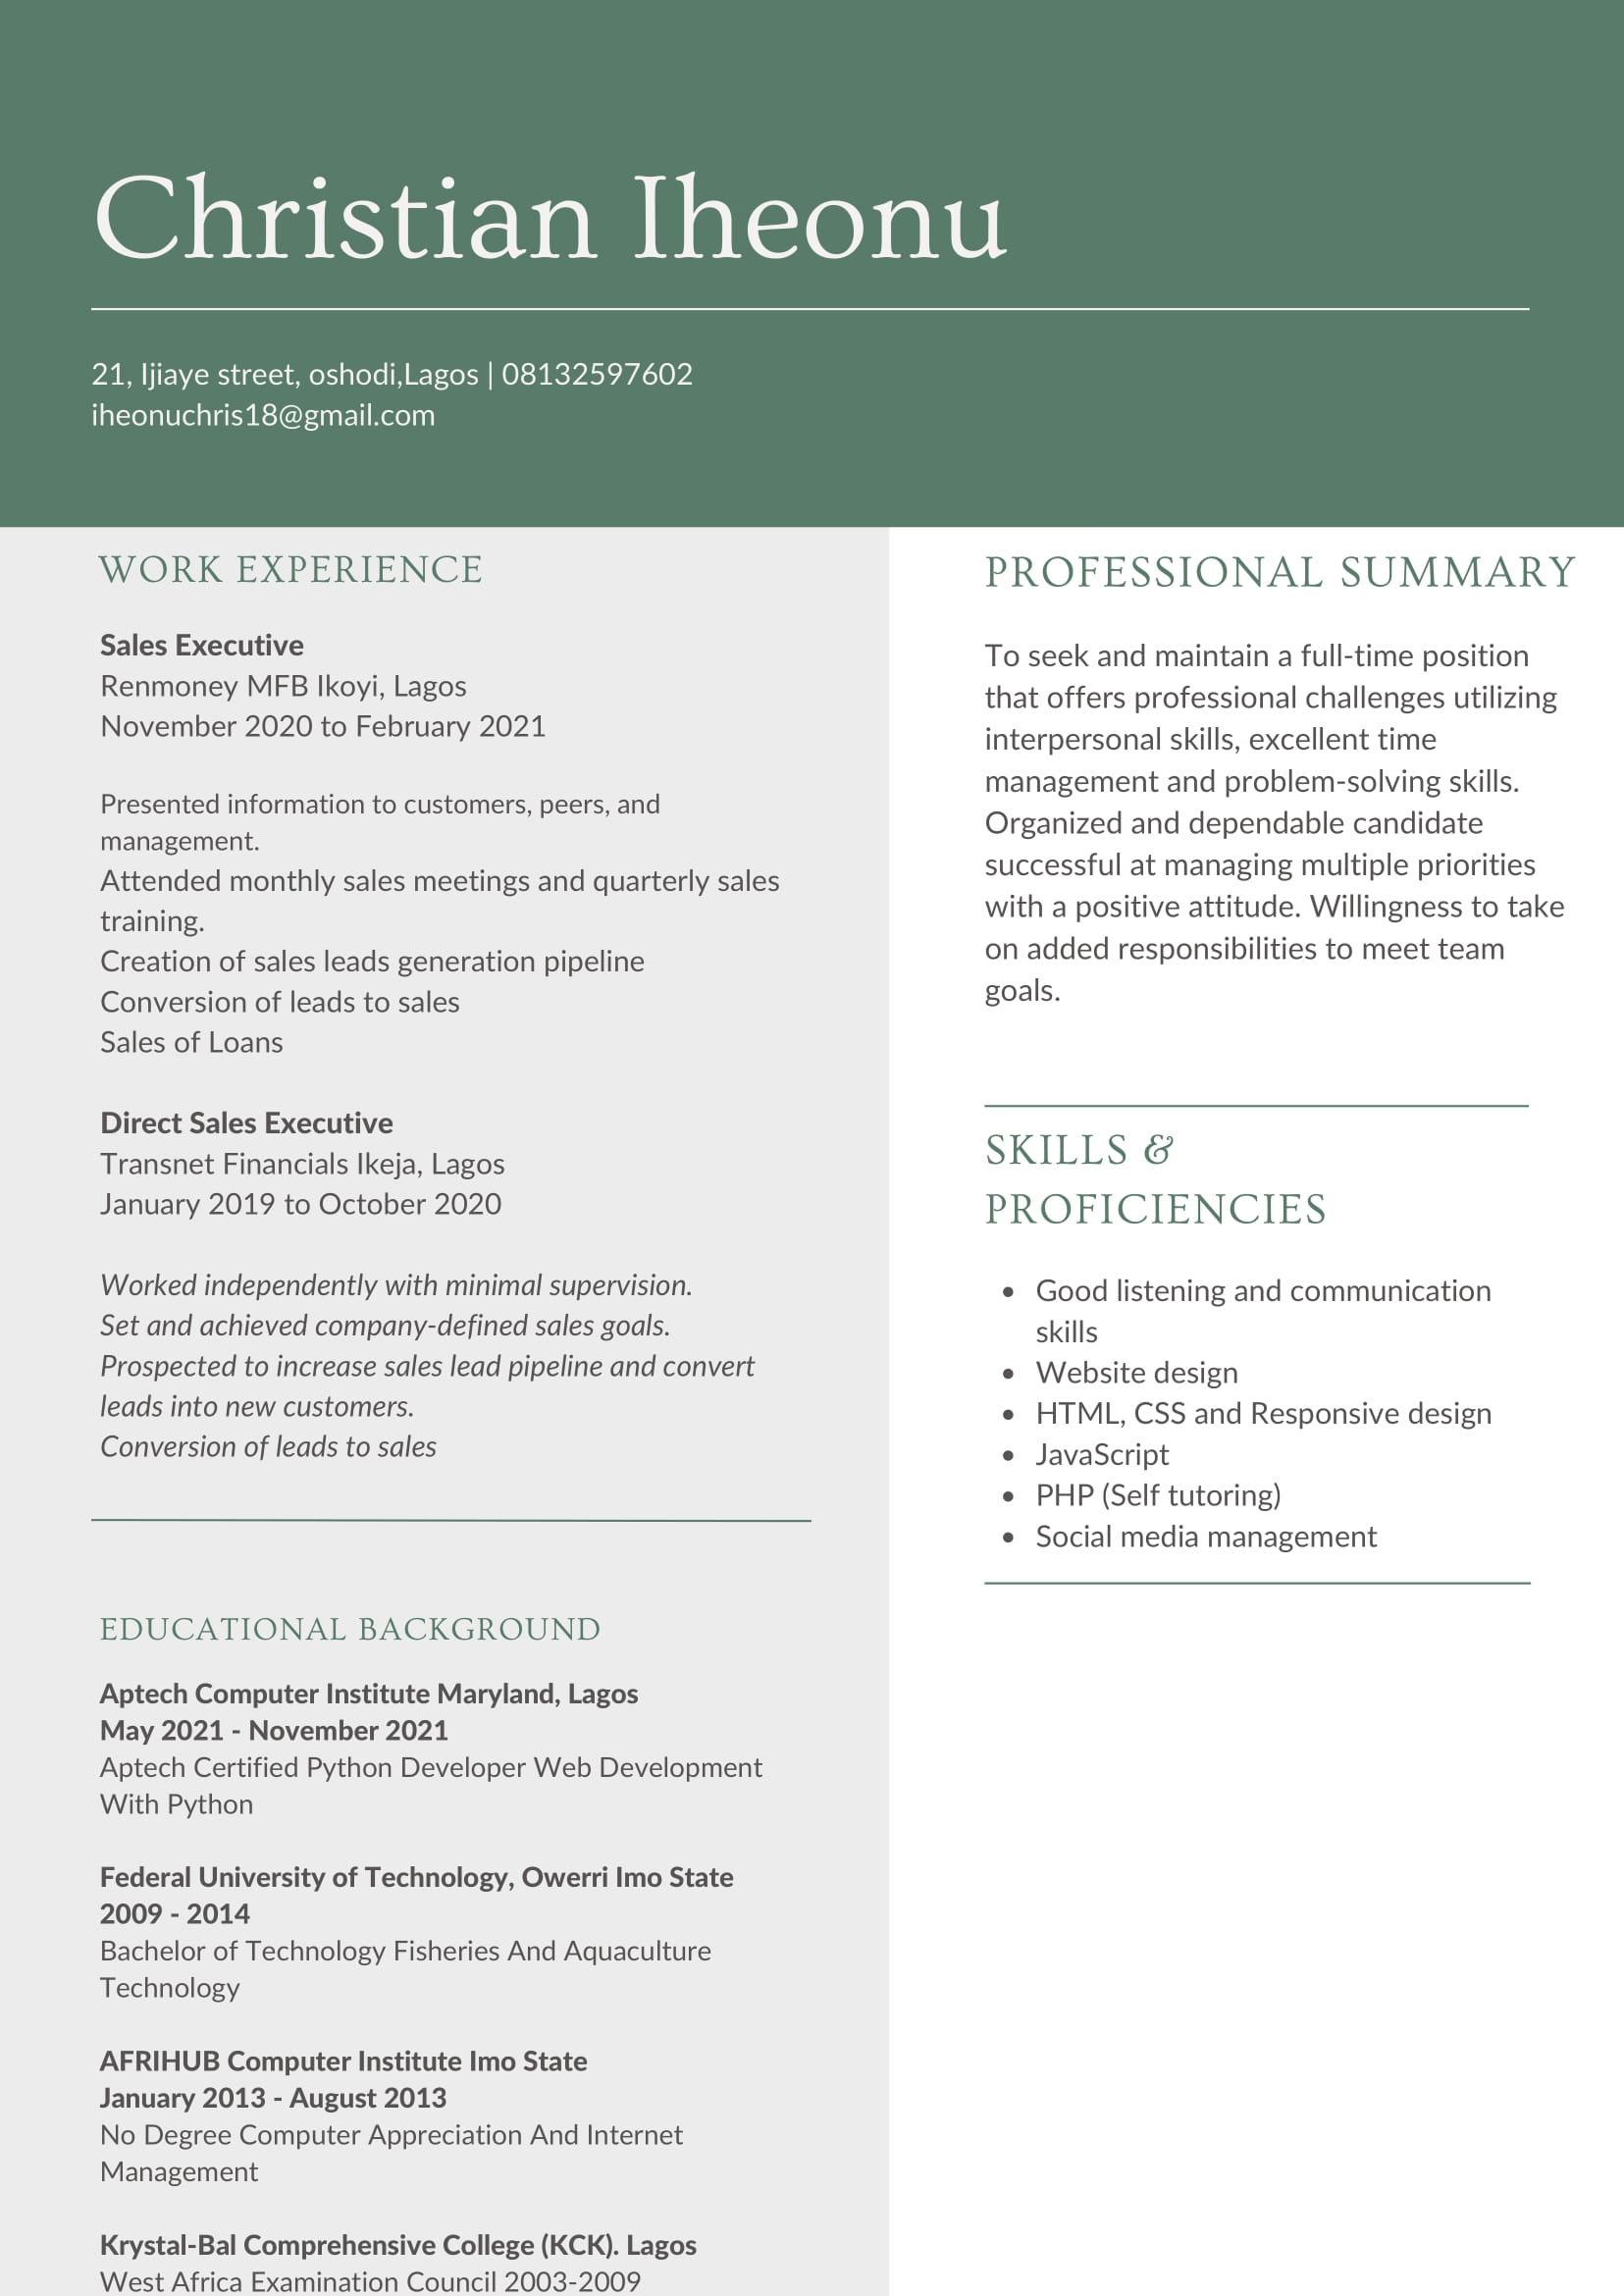 Christian Iheonu
21, Ijiaye street, oshodi,Lagos | 08132597602
iheonuchris18@gmail.com
WORK EXPERIENCE
Sales Executive
Renmoney MFB Ikoyi, Lagos
November 2020 to February 2021
Presented information to customers, peers, and
management.
Attended monthly sales meetings and quarterly sales
training.
Creation of sales leads generation pipeline
Conversion of leads to sales
Sales of Loans
Direct Sales Executive
Transnet Financials Ikeja, Lagos
January 2019 to October 2020
Worked independently with minimal supervision.
Set and achieved company-defined sales goals.
Prospected to increase sales lead pipeline and convert
leads into new customers.
Conversion of leads to sales
EDUCATIONAL BACKGROUND
Aptech Computer Institute Maryland, Lagos
May 2021 - November 2021
Aptech Certified Python Developer Web Development
With Python
Federal University of Technology, Owerri Imo State
2009 - 2014
Bachelor of Technology Fisheries And Aquaculture
Technology
AFRIHUB Computer Institute Imo State
January 2013 - August 2013
No Degree Computer Appreciation And Internet
Management
Krystal-Bal Comprehensive College (KCK). Lagos
West Africa Examination Council 2003-2009
PROFESSIONAL SUMMARY
To seek and maintain a full-time position
that offers professional challenges utilizing
interpersonal skills, excellent time
management and problem-solving skills.
Organized and dependable candidate
successful at managing multiple priorities
with a positive attitude. Willingness to take
on added responsibilities to meet team
goals.
SKILLS &
PROFICIENCIES
• Good listening and communication
skills
• Website design
• HTML, CSS and Responsive design
• JavaScript
• PHP (Self tutoring)
• Social media management